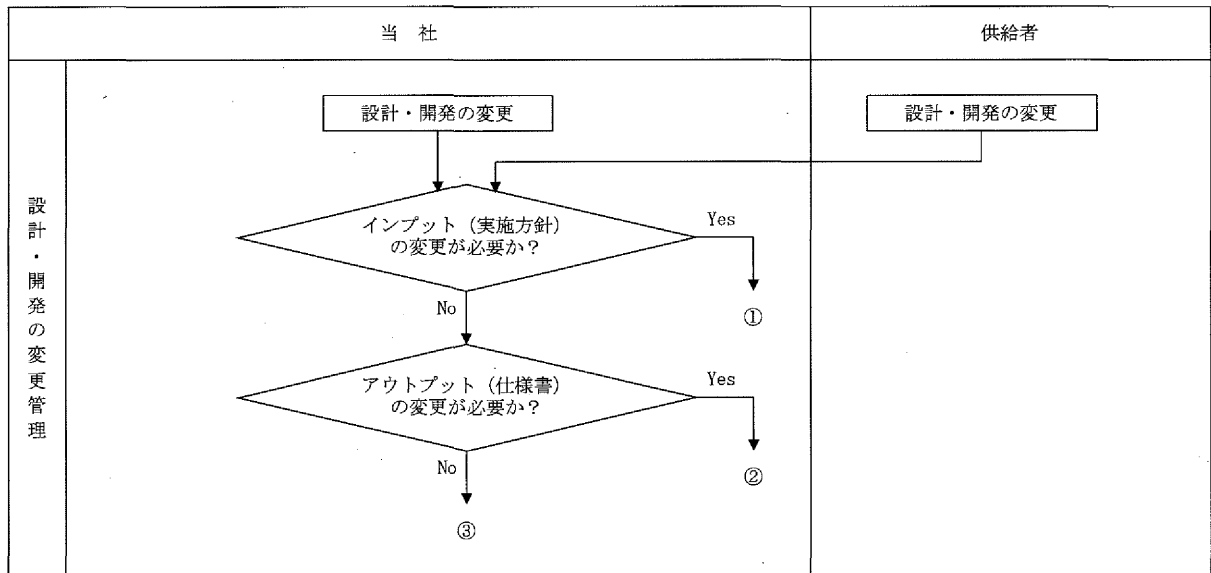 当 社
供給者
設計・開発の変更管理
設計・開発の変更
設計・開発の変更
インプット（実施方針）
の変更が必要か？
Yes
①
No
アウトプット（仕様書）
の変更が必要か？
Yes
②
No
③